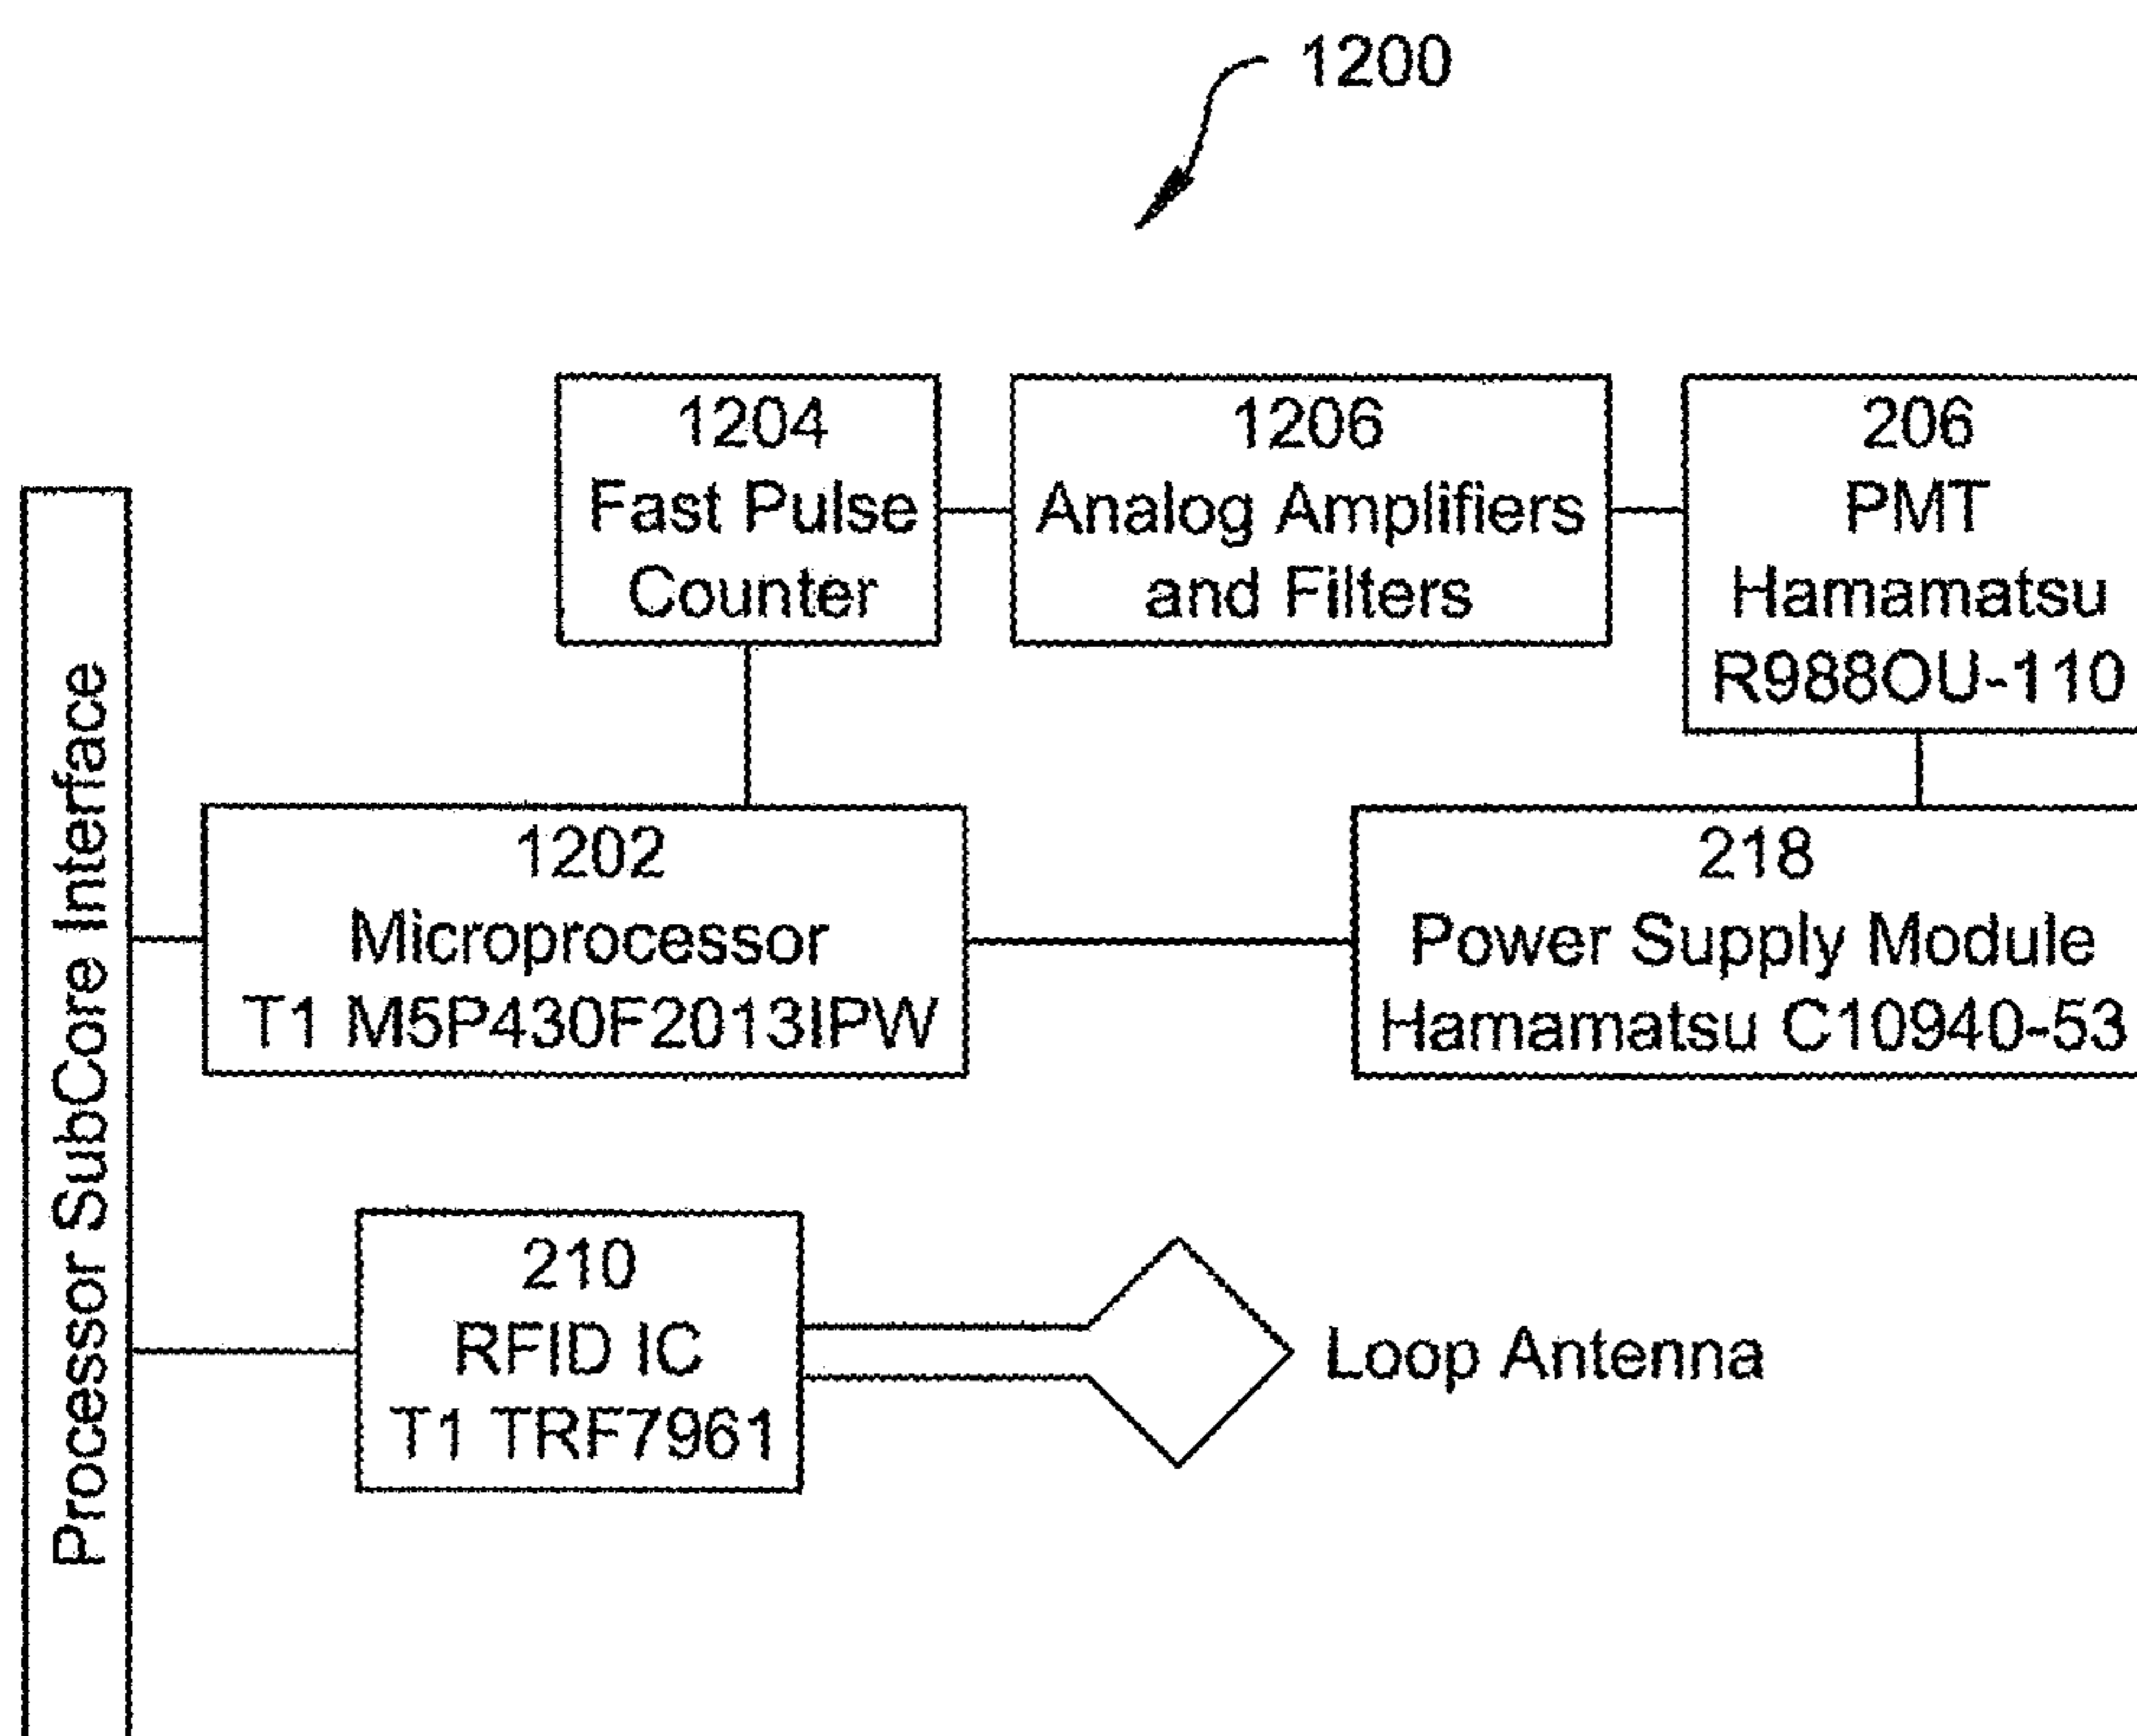 1200
1204
Fast Pulse
Counter
1206
Analog Amplifiers
and Filters
206
PMT
Hamamatsu
R988OU-110
Processor SubCore Interface
1202
Microprocessor
T1 M5P430F2013IPW
218
Power Supply Module
Hamamatsu C10940-53
210
RFID IC
T1 TRF7961
Loop Antenna